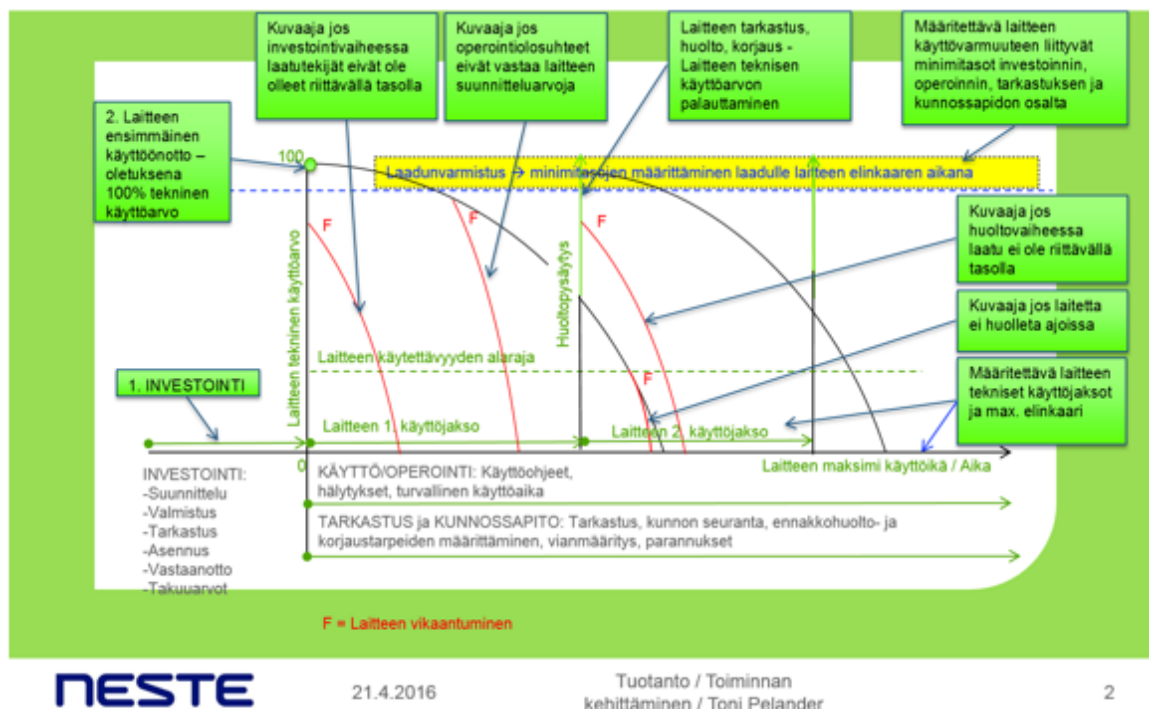 Kuvaaja jos
investointivaiheessa
laatutekijät eivät ole
olleet riittävällä tasolla
Kuvaaja jos
operointiolosuhteet
eivät vastaa laitteen
suunnitteluarvoja
Laitteen tarkastus,
huolto, korjaus -
Laitteen teknisen
käyttöarvon
palauttaminen
Määritettävä laitteen
käyttövarmuuteen liittyvät
minimitasot investoinnin,
operoinnin, tarkastuksen ja
kunnossapidon osalta
2. Laitteen
ensimmäinen
käyttöönotto –
oletuksena
100% tekninen
käyttöarvo
100
Laadunvarmistus → minimitasojen määrittäminen laadulle laitteen elinkaaren aikana
F
F
F
F
Kuvaaja jos
huoltovaiheessa
laatu ei ole riittävällä
tasolla
Kuvaaja jos laitetta
ei huolleta ajoissa
Määritettävä laitteen
tekniset käyttöjaksot
ja max. elinkaari
Laitteen tekninen käyttöarvo
Huoltopysäytys
Laitteen käytettävyyden alaraja
1. INVESTOINTI
Laitteen 1. käyttöjakso
Laitteen 2. käyttöjakso
0
Laitteen maksimi käyttöikä / Aika
INVESTOINTI:
-Suunnittelu
-Valmistus
-Tarkastus
-Asennus
-Vastaanotto
-Takuuarvot
KÄYTTÖ/OPEROINTI: Käyttöohjeet,
hälytykset, turvallinen käyttöaika
TARKASTUS ja KUNNOSSAPITO: Tarkastus, kunnon seuranta, ennakkohuolto- ja
korjaustarpeiden määrittäminen, vianmääritys, parannukset
F = Laitteen vikaantuminen
NESTE
21.4.2016
Tuotanto / Toiminnan
kehittäminen / Toni Pelander
2